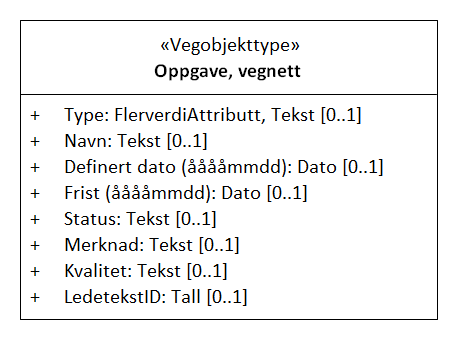 «Vegobjekttype»
Oppgave, vegnett
+ Type: FlerverdiAttributt, Tekst [0..1]
+ Navn: Tekst [0..1]
+ Definert dato (ååååmmdd): Dato [0..1]
+ Frist (ååååmmdd): Dato [0..1]
+ Status: Tekst [0..1]
+ Merknad: Tekst [0..1]
+ Kvalitet: Tekst [0..1]
+ LedetekstID: Tall [0..1]